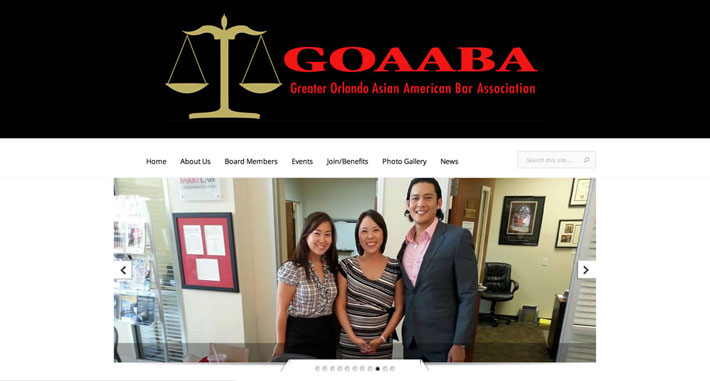 GOAABA
Greater Orlando Asian American Bar Association
Home About Us Board Members Events Join/Benefits Photo Gallery News
Search this site...